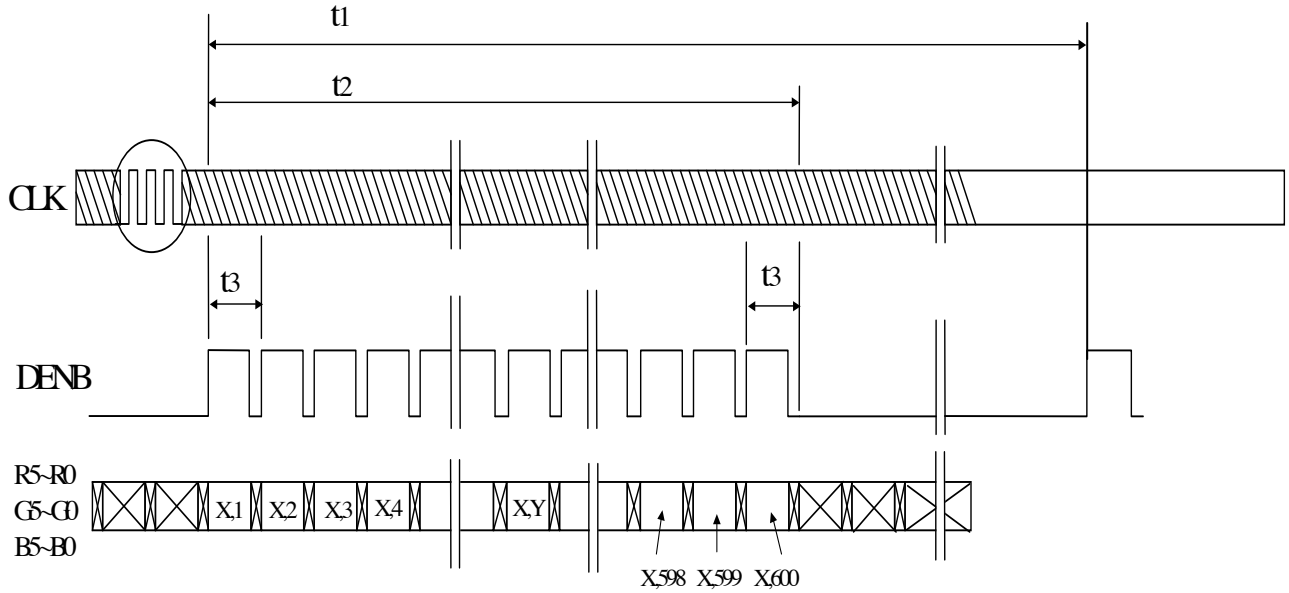 t1
t2
CLK
t3
t3
DENB
R5~R0
G5~G0
B5~B0
X,1 X,2 X,3 X,4 X,Y
X,598 X,599 X,600